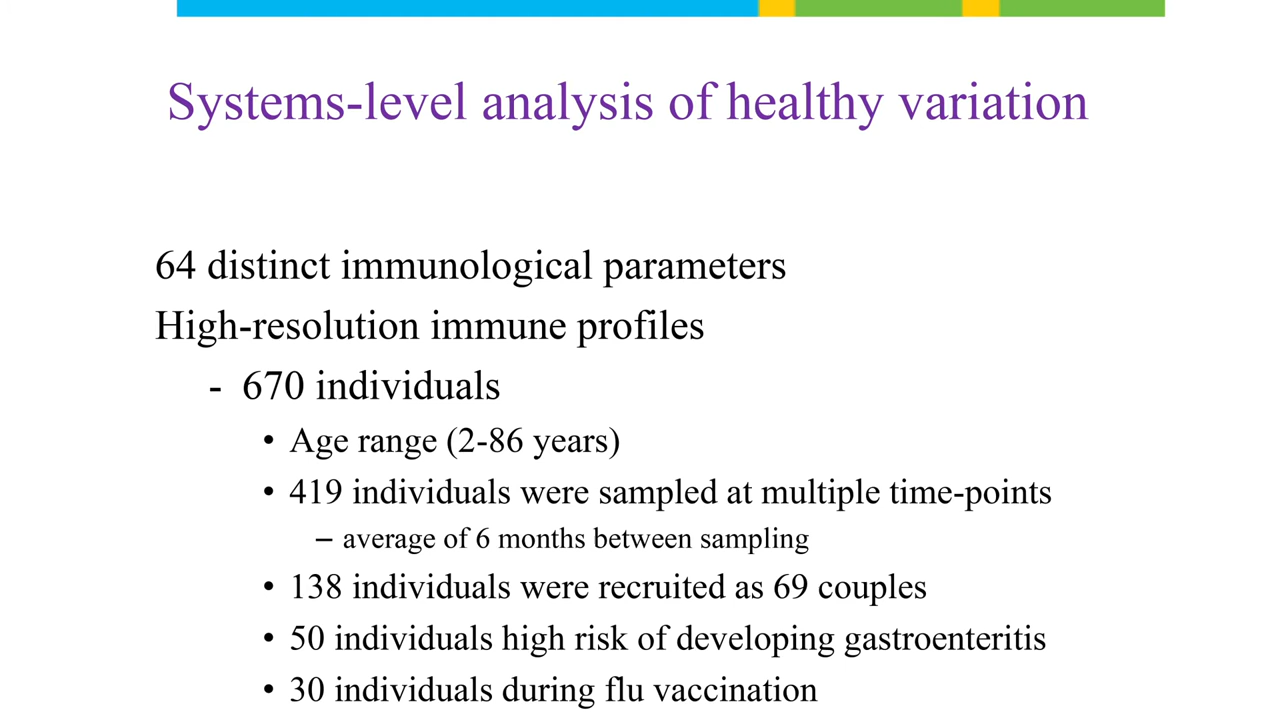 Systems-level analysis of healthy variation
64 distinct immunological parameters
High-resolution immune profiles
- 670 individuals
• Age range (2-86 years)
• 419 individuals were sampled at multiple time-points
– average of 6 months between sampling
• 138 individuals were recruited as 69 couples
• 50 individuals high risk of developing gastroenteritis
• 30 individuals during flu vaccination